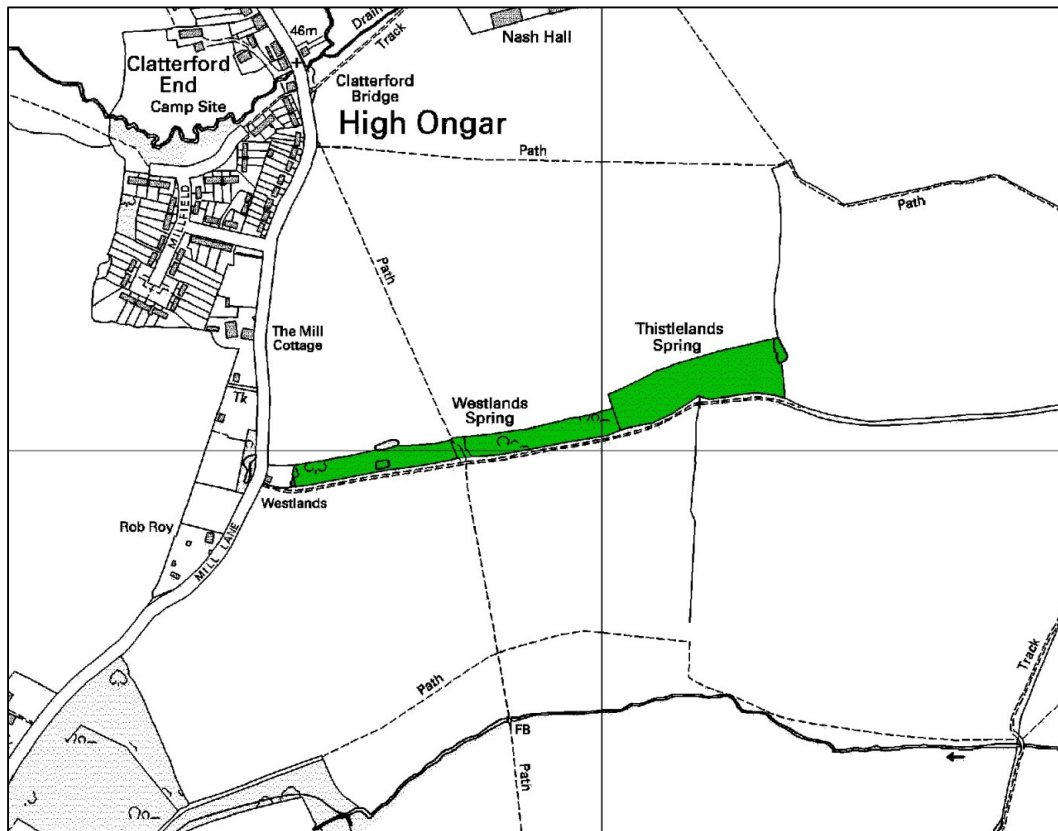 46m
Drain
Track
Nash Hall
Clatterford
End
Camp Site
Clatterford
Bridge
High Ongar
Path
Path
MILLFIELD
Path
The Mill
Cottage
Thistlelands
Spring
Tk
Westlands
Spring
Westlands
Rob Roy
MILL LANE
Path
Track
FB
Path